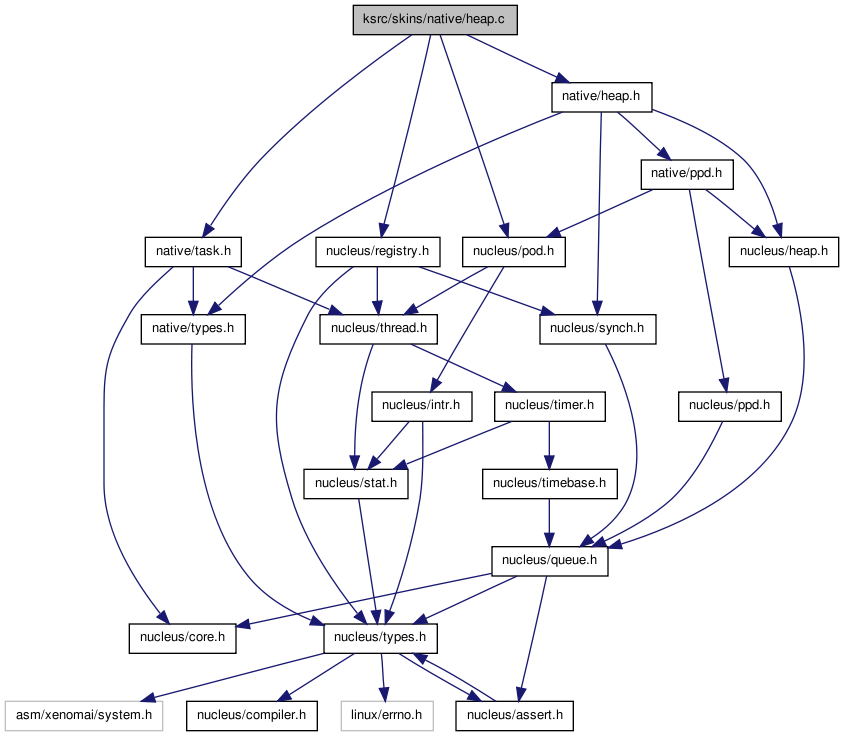 ksrc/skins/native/heap.c
native/heap.h
native/ppd.h
native/task.h
nucleus/registry.h
nucleus/pod.h
nucleus/heap.h
native/types.h
nucleus/thread.h
nucleus/synch.h
nucleus/intr.h
nucleus/timer.h
nucleus/ppd.h
nucleus/stat.h
nucleus/timebase.h
nucleus/queue.h
nucleus/core.h
nucleus/types.h
asm/xenomai/system.h
nucleus/compiler.h
linux/errno.h
nucleus/assert.h